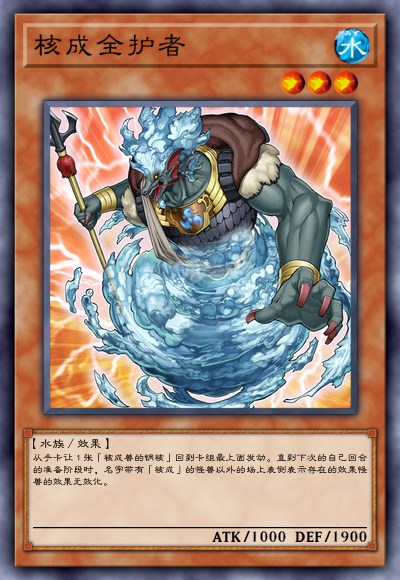 核成全护者
水
【水族／效果】
从手卡让1张「核成兽的钢核」回到卡组最上面发动。直到下次的自己回合
的准备阶段时，名字带有「核成」的怪兽以外的场上表侧表示存在的效果怪
兽的效果无效化。
ATK/1000 DEF/1900